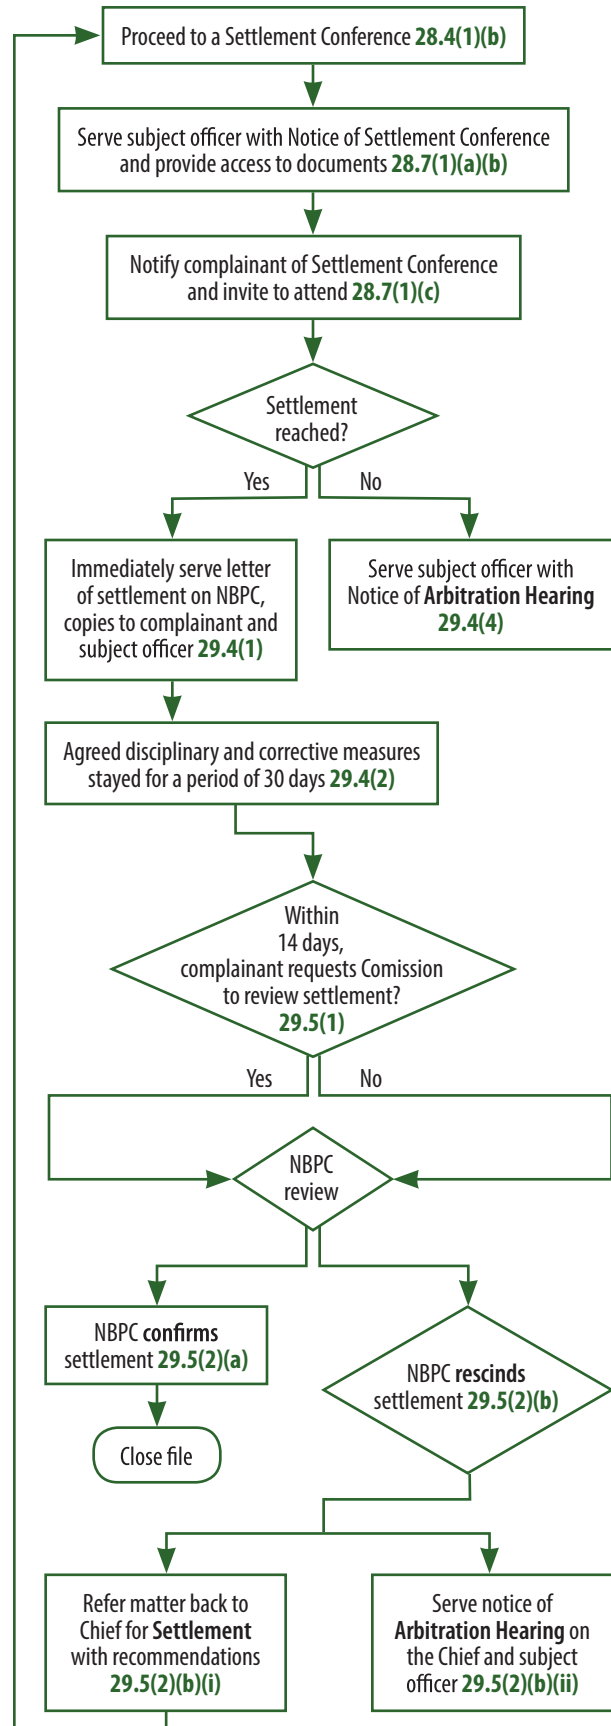 Proceed to a Settlement Conference 28.4(1)(b)
Serve subject officer with Notice of Settlement Conference
and provide access to documents 28.7(1)(a)(b)
Notify complainant of Settlement Conference
and invite to attend 28.7(1)(c)
Settlement
reached?
Yes
No
Immediately serve letter
of settlement on NBPC,
copies to complainant and
subject officer 29.4(1)
Serve subject officer with
Notice of Arbitration Hearing
29.4(4)
Agreed disciplinary and corrective measures
stayed for a period of 30 days 29.4(2)
Within
14 days,
complainant requests Comission
to review settlement?
29.5(1)
Yes
No
NBPC
review
NBPC confirms
settlement 29.5(2)(a)
NBPC rescinds
settlement 29.5(2)(b)
Close file
Refer matter back to
Chief for Settlement
with recommendations
29.5(2)(b)(i)
Serve notice of
Arbitration Hearing on
the Chief and subject
officer 29.5(2)(b)(ii)